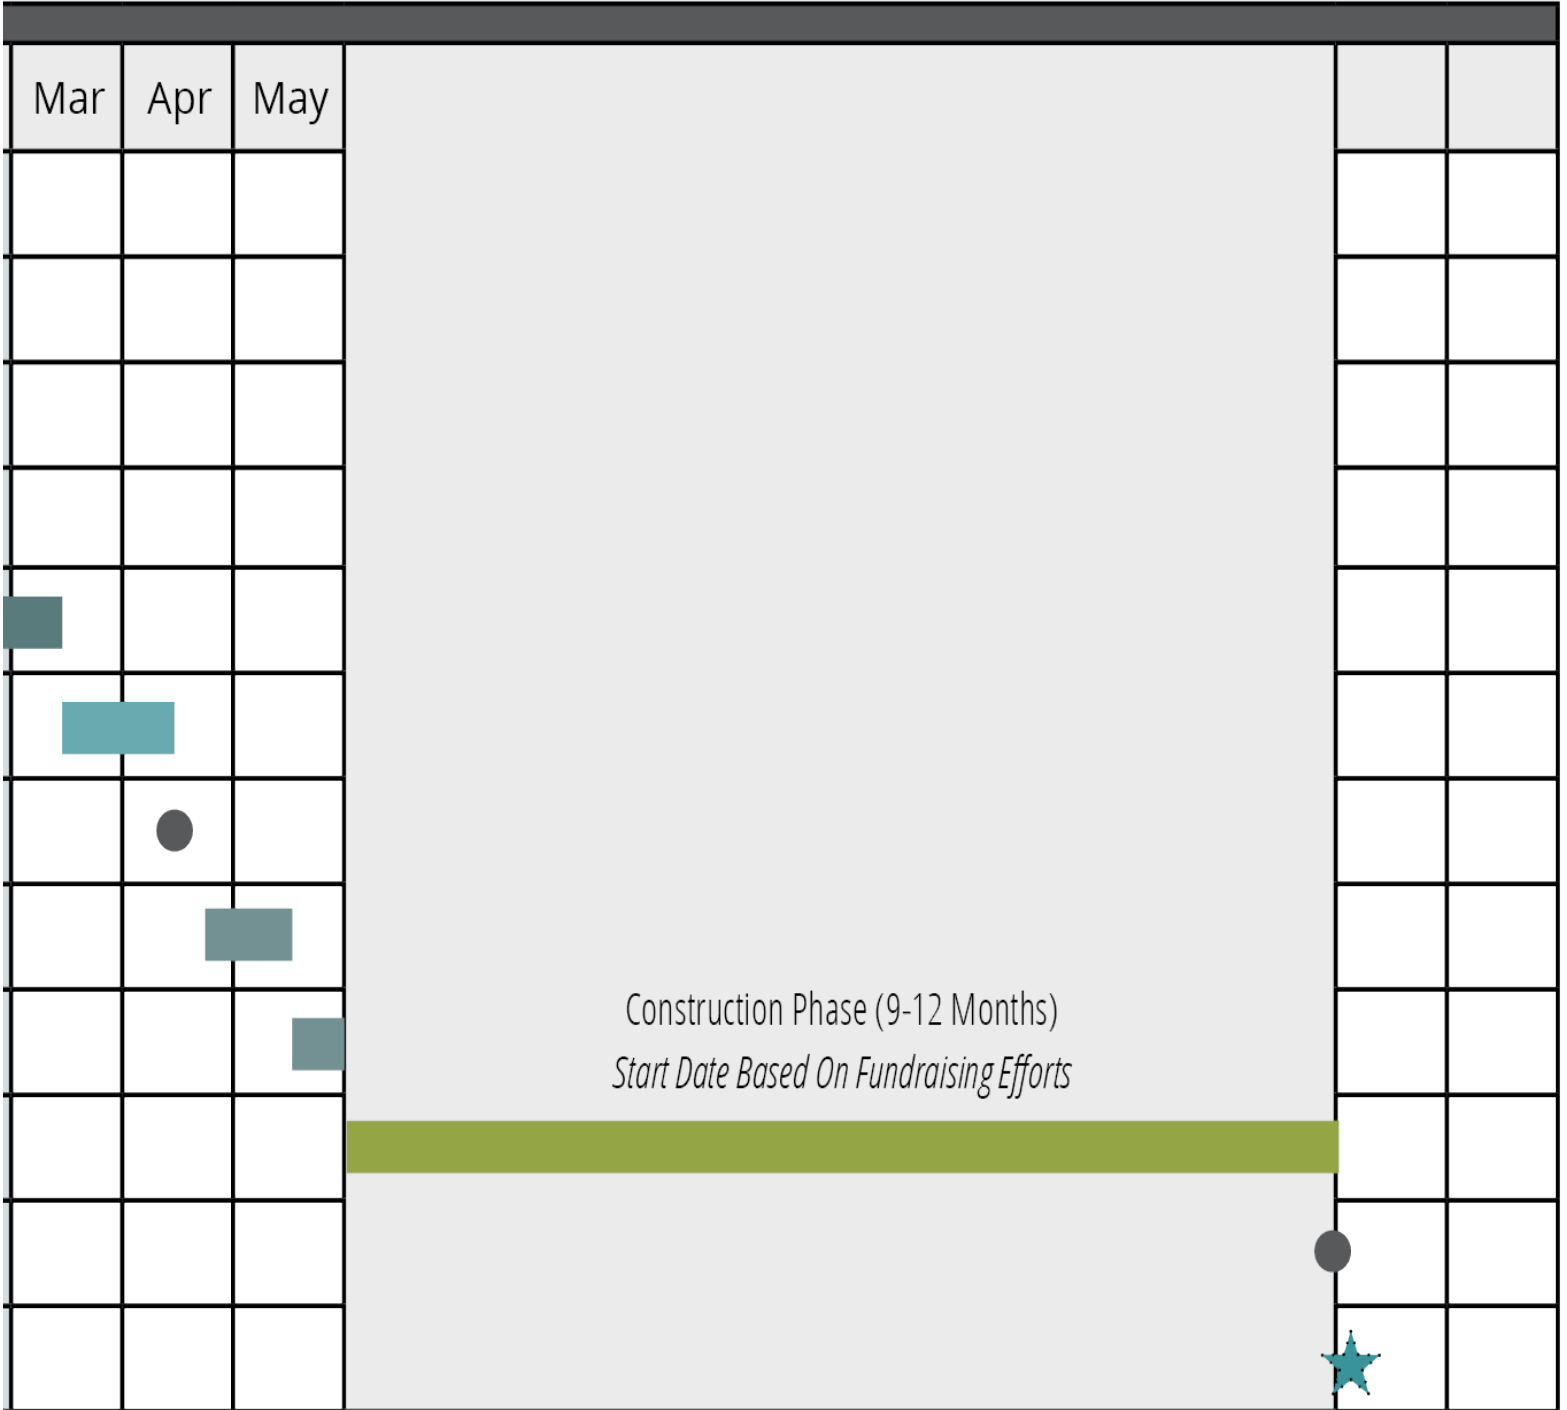 Mar Apr May
Construction Phase (9-12 Months)
Start Date Based On Fundraising Efforts